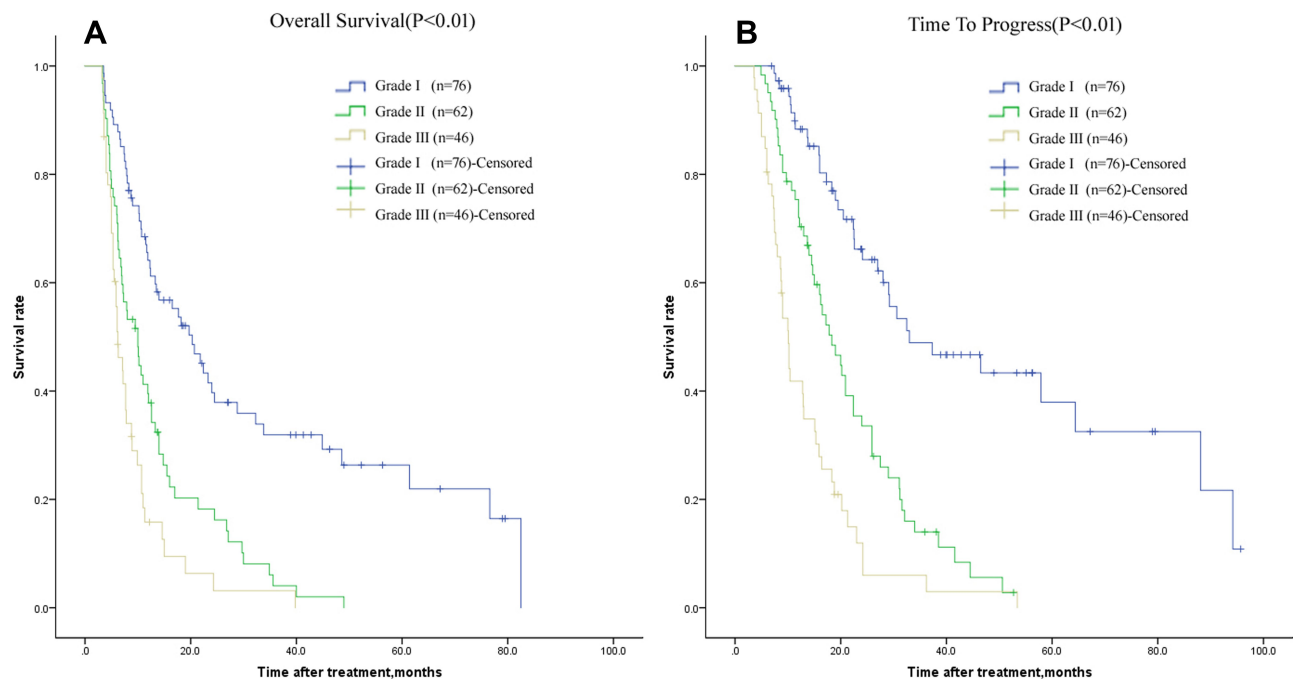 A
Overall Survival(P<0.01)
Survival rate
1.0
0.8
0.6
0.4
0.2
0.0
Grade I (n=76)
Grade II (n=62)
Grade III (n=46)
Grade I (n=76)-Censored
Grade II (n=62)-Censored
Grade III (n=46)-Censored
.0 20.0 40.0 60.0 80.0 100.0
Time after treatment,months
B
Time To Progress(P<0.01)
Survival rate
1.0
0.8
0.6
0.4
0.2
0.0
Grade I (n=76)
Grade II (n=62)
Grade III (n=46)
Grade I (n=76)-Censored
Grade II (n=62)-Censored
Grade III (n=46)-Censored
.0 20.0 40.0 60.0 80.0 100.0
Time after treatment,months